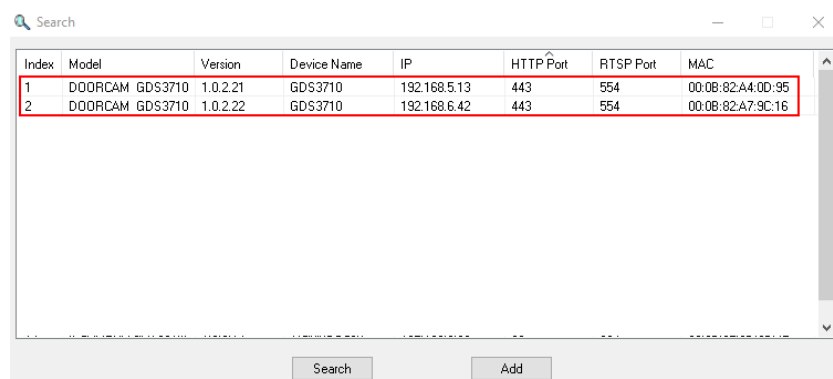 Search
Index Model Version Device Name IP HTTP Port RTSP Port MAC
1 DOORCAM GDS3710 1.0.2.21 GDS3710 192.168.5.13 443 554 00:0B:82:A4:0D:95
2 DOORCAM GDS3710 1.0.2.22 GDS3710 192.168.6.42 443 554 00:0B:82:A7:9C:16
Search Add